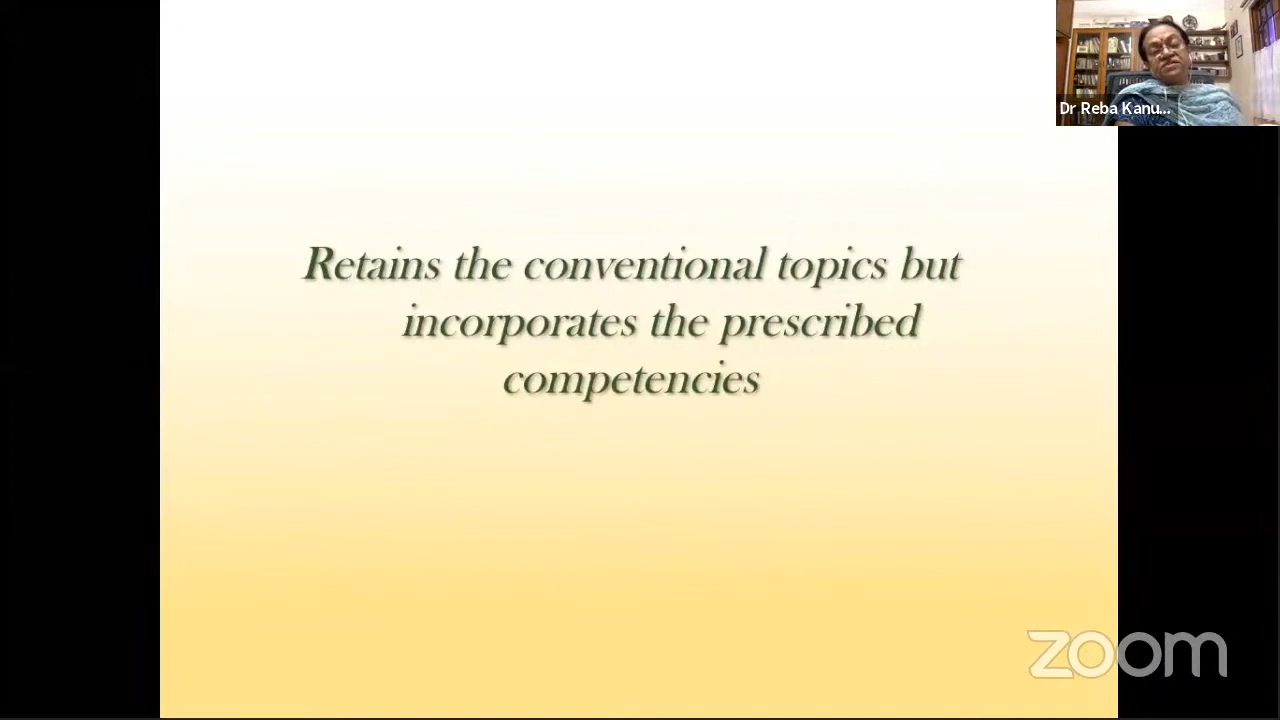 Dr Reba Kanu...
Retains the conventional topics but
incorporates the prescribed
competencies
zoom